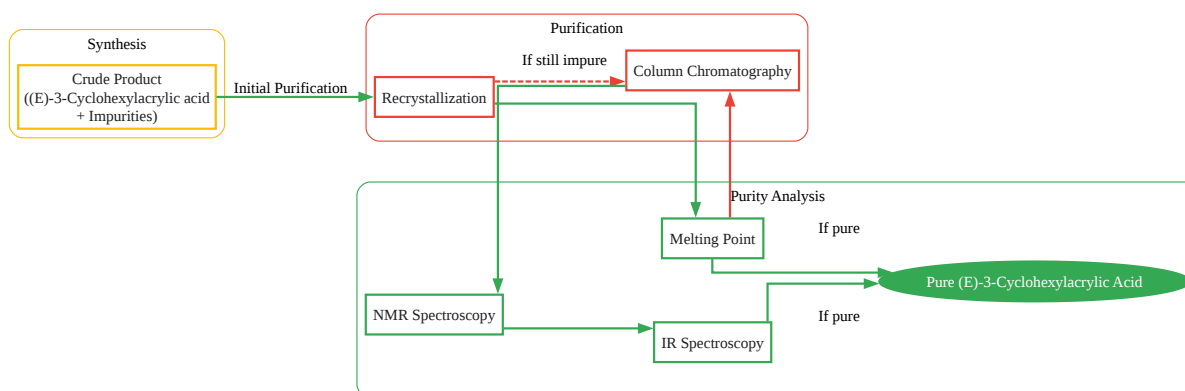 Synthesis
Crude Product
((E)-3-Cyclohexylacrylic acid
+ Impurities)
Initial Purification
Purification
If still impure
Recrystallization
Column Chromatography
Purity Analysis
Melting Point
If pure
Pure (E)-3-Cyclohexylacrylic Acid
NMR Spectroscopy
IR Spectroscopy
If pure